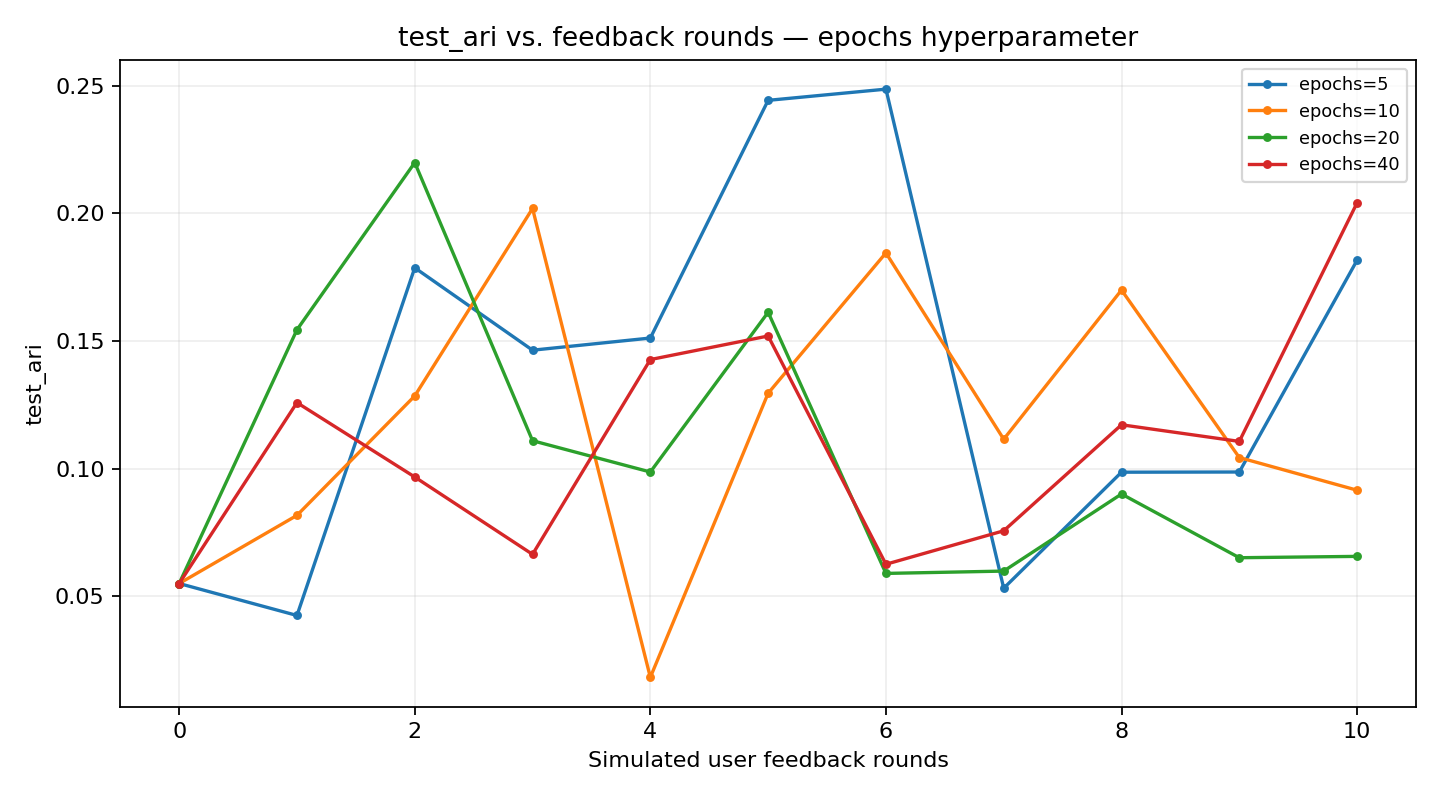 test_ari vs. feedback rounds — epochs hyperparameter
epochs=5
epochs=10
epochs=20
epochs=40
test_ari
0.25
0.20
0.15
0.10
0.05
0 2 4 6 8 10
Simulated user feedback rounds